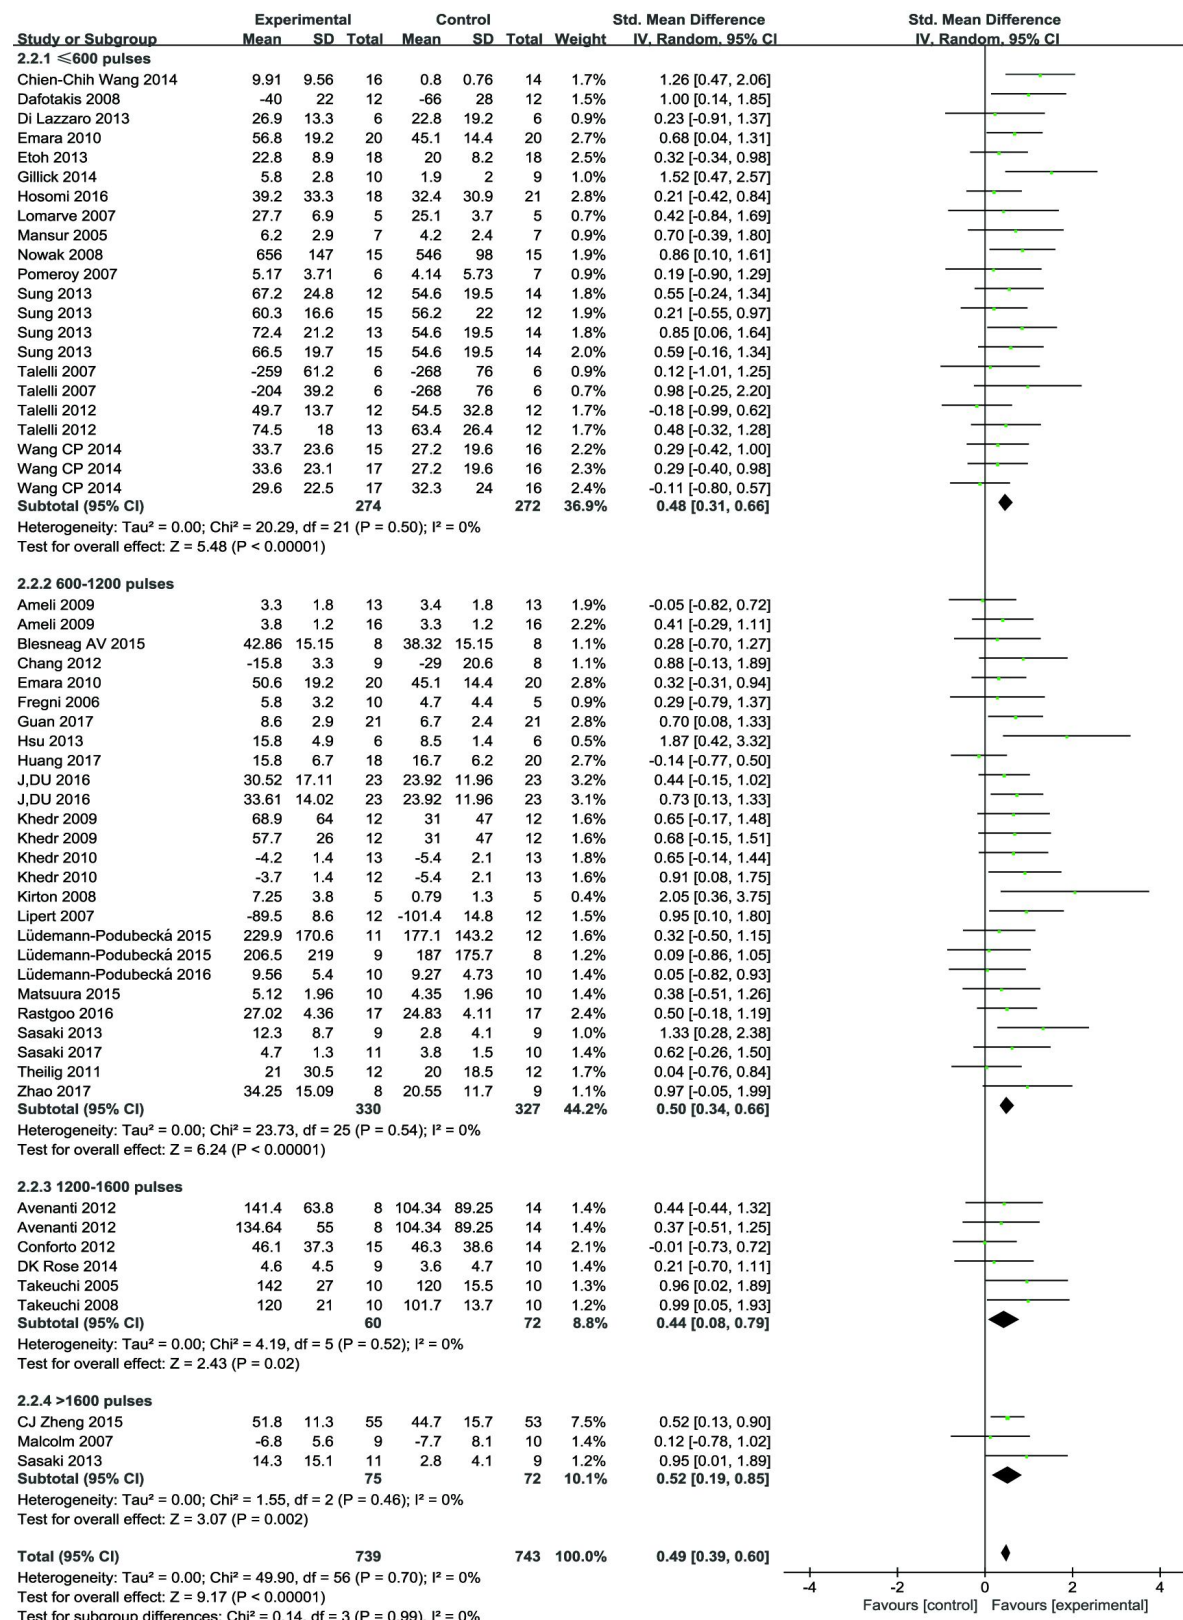 Experimental Control Std. Mean Difference Std. Mean Difference
Study or Subgroup Mean SD Total Mean SD Total Weight IV, Random, 95% CI IV, Random, 95% CI
2.2.1 ≤600 pulses
Chien-Chih Wang 2014 9.91 9.56 16 0.8 0.76 14 1.7% 1.26 [0.47, 2.06]
Dafotakis 2008 -40 22 12 -66 28 12 1.5% 1.00 [0.14, 1.85]
Di Lazzaro 2013 26.9 13.3 6 22.8 19.2 6 0.9% 0.23 [-0.91, 1.37]
Emara 2010 56.8 19.2 20 45.1 14.4 20 2.7% 0.68 [0.04, 1.31]
Etoh 2013 22.8 8.9 18 20 8.2 18 2.5% 0.32 [-0.34, 0.98]
Gillick 2014 5.8 2.8 10 1.9 2 9 1.0% 1.52 [0.47, 2.57]
Hosomi 2016 39.2 33.3 18 32.4 30.9 21 2.8% 0.21 [-0.42, 0.84]
Lomarve 2007 27.7 6.9 5 25.1 3.7 5 0.7% 0.42 [-0.84, 1.69]
Mansur 2005 6.2 2.9 7 4.2 2.4 7 0.9% 0.70 [-0.39, 1.80]
Nowak 2008 656 147 15 546 98 15 1.9% 0.86 [0.10, 1.61]
Pomeroy 2007 5.17 3.71 6 4.14 5.73 7 0.9% 0.19 [-0.90, 1.29]
Sung 2013 67.2 24.8 12 54.6 19.5 14 1.8% 0.55 [-0.24, 1.34]
Sung 2013 60.3 16.6 15 56.2 22 12 1.9% 0.21 [-0.55, 0.97]
Sung 2013 72.4 21.2 13 54.6 19.5 14 1.8% 0.85 [0.06, 1.64]
Sung 2013 66.5 19.7 15 54.6 19.5 14 2.0% 0.59 [-0.16, 1.34]
Talelli 2007 -259 61.2 6 -268 76 6 0.9% 0.12 [-1.01, 1.25]
Talelli 2007 -204 39.2 6 -268 76 6 0.7% 0.98 [-0.25, 2.20]
Talelli 2012 49.7 13.7 12 54.5 32.8 12 1.7% -0.18 [-0.99, 0.62]
Talelli 2012 74.5 18 13 63.4 26.4 12 1.7% 0.48 [-0.32, 1.28]
Wang CP 2014 33.7 23.6 15 27.2 19.6 16 2.2% 0.29 [-0.42, 1.00]
Wang CP 2014 33.6 23.1 17 27.2 19.6 16 2.3% 0.29 [-0.40, 0.98]
Wang CP 2014 29.6 22.5 17 32.3 24 16 2.4% -0.11 [-0.80, 0.57]
Subtotal (95% CI) 274 272 36.9% 0.48 [0.31, 0.66]
Heterogeneity: Tau² = 0.00; Chi² = 20.29, df = 21 (P = 0.50); I² = 0%
Test for overall effect: Z = 5.48 (P < 0.00001)
2.2.2 600-1200 pulses
Ameli 2009 3.3 1.8 13 3.4 1.8 13 1.9% -0.05 [-0.82, 0.72]
Ameli 2009 3.8 1.2 16 3.3 1.2 16 2.2% 0.41 [-0.29, 1.11]
Blesneag AV 2015 42.86 15.15 8 38.32 15.15 8 1.1% 0.28 [-0.70, 1.27]
Chang 2012 -15.8 3.3 9 -29 20.6 8 1.1% 0.88 [-0.13, 1.89]
Emara 2010 50.6 19.2 20 45.1 14.4 20 2.8% 0.32 [-0.31, 0.94]
Fregni 2006 5.8 3.2 10 4.7 4.4 5 0.9% 0.29 [-0.79, 1.37]
Guan 2017 8.6 2.9 21 6.7 2.4 21 2.8% 0.70 [0.08, 1.33]
Hsu 2013 15.8 4.9 6 8.5 1.4 6 0.5% 1.87 [0.42, 3.32]
Huang 2017 15.8 6.7 18 16.7 6.2 20 2.7% -0.14 [-0.77, 0.50]
J,DU 2016 30.52 17.11 23 23.92 11.96 23 3.2% 0.44 [-0.15, 1.02]
J,DU 2016 33.61 14.02 23 23.92 11.96 23 3.1% 0.73 [0.13, 1.33]
Khedr 2009 68.9 64 12 31 47 12 1.6% 0.65 [-0.17, 1.48]
Khedr 2009 57.7 26 12 31 47 12 1.6% 0.68 [-0.15, 1.51]
Khedr 2010 -4.2 1.4 13 -5.4 2.1 13 1.8% 0.65 [-0.14, 1.44]
Khedr 2010 -3.7 1.4 12 -5.4 2.1 13 1.6% 0.91 [0.08, 1.75]
Kirton 2008 7.25 3.8 5 0.79 1.3 5 0.4% 2.05 [0.36, 3.75]
Lipert 2007 -89.5 8.6 12 -101.4 14.8 12 1.5% 0.95 [0.10, 1.80]
Lüdemann-Podubecká 2015 229.9 170.6 11 177.1 143.2 12 1.6% 0.32 [-0.50, 1.15]
Lüdemann-Podubecká 2015 206.5 219 9 187 175.7 8 1.2% 0.09 [-0.86, 1.05]
Lüdemann-Podubecká 2016 9.56 5.4 10 9.27 4.73 10 1.4% 0.05 [-0.82, 0.93]
Matsuura 2015 5.12 1.96 10 4.35 1.96 10 1.4% 0.38 [-0.51, 1.26]
Rastgoo 2016 27.02 4.36 17 24.83 4.11 17 2.4% 0.50 [-0.18, 1.19]
Sasaki 2013 12.3 8.7 9 2.8 4.1 9 1.0% 1.33 [0.28, 2.38]
Sasaki 2017 4.7 1.3 11 3.8 1.5 10 1.4% 0.62 [-0.26, 1.50]
Theilig 2011 21 30.5 12 20 18.5 12 1.7% 0.04 [-0.76, 0.84]
Zhao 2017 34.25 15.09 8 20.55 11.7 9 1.1% 0.97 [-0.05, 1.99]
Subtotal (95% CI) 330 327 44.2% 0.50 [0.34, 0.66]
Heterogeneity: Tau² = 0.00; Chi² = 23.73, df = 25 (P = 0.54); I² = 0%
Test for overall effect: Z = 6.24 (P < 0.00001)
2.2.3 1200-1600 pulses
Avenanti 2012 141.4 63.8 8 104.34 89.25 14 1.4% 0.44 [-0.44, 1.32]
Avenanti 2012 134.64 55 8 104.34 89.25 14 1.4% 0.37 [-0.51, 1.25]
Conforto 2012 46.1 37.3 15 46.3 38.6 14 2.1% -0.01 [-0.73, 0.72]
DK Rose 2014 4.6 4.5 9 3.6 4.7 10 1.4% 0.21 [-0.70, 1.11]
Takeuchi 2005 142 27 10 120 15.5 10 1.3% 0.96 [0.02, 1.89]
Takeuchi 2008 120 21 10 101.7 13.7 10 1.2% 0.99 [0.05, 1.93]
Subtotal (95% CI) 60 72 8.8% 0.44 [0.08, 0.79]
Heterogeneity: Tau² = 0.00; Chi² = 4.19, df = 5 (P = 0.52); I² = 0%
Test for overall effect: Z = 2.43 (P = 0.02)
2.2.4 >1600 pulses
CJ Zheng 2015 51.8 11.3 55 44.7 15.7 53 7.5% 0.52 [0.13, 0.90]
Malcolm 2007 -6.8 5.6 9 -7.7 8.1 10 1.4% 0.12 [-0.78, 1.02]
Sasaki 2013 14.3 15.1 11 2.8 4.1 9 1.2% 0.95 [0.01, 1.89]
Subtotal (95% CI) 75 72 10.1% 0.52 [0.19, 0.85]
Heterogeneity: Tau² = 0.00; Chi² = 1.55, df = 2 (P = 0.46); I² = 0%
Test for overall effect: Z = 3.07 (P = 0.002)
Total (95% CI) 739 743 100.0% 0.49 [0.39, 0.60]
Heterogeneity: Tau² = 0.00; Chi² = 49.90, df = 56 (P = 0.70); I² = 0%
Test for overall effect: Z = 9.17 (P < 0.00001)
Test for subgroup differences: Chi² = 0.14, df = 3 (P = 0.99), I² = 0%
-4 -2 0 2 4
Favours [control] Favours [experimental]